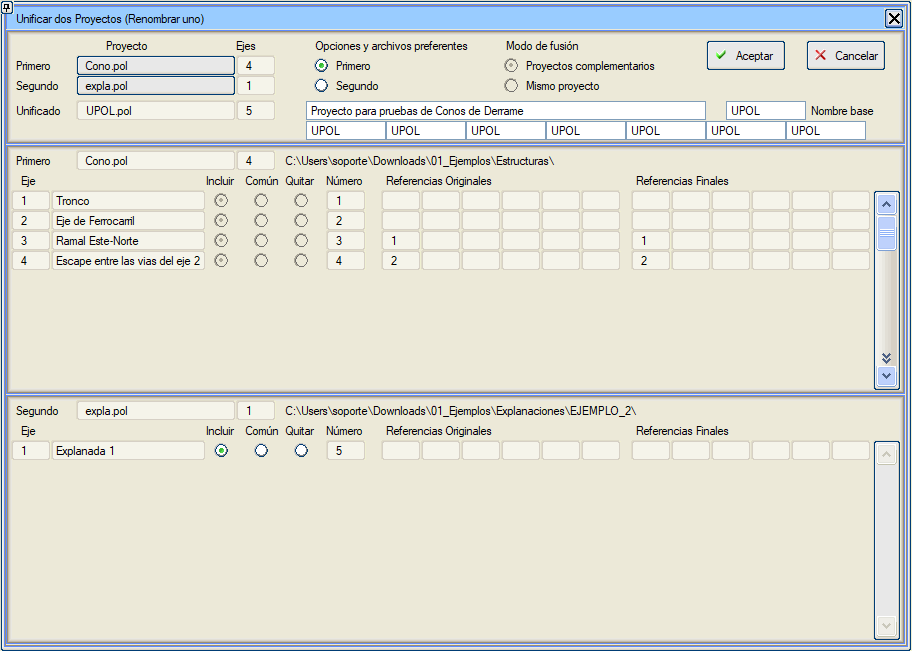 Unificar dos Proyectos (Renombrar uno)
Proyecto Ejes Opciones y archivos preferentes Modo de fusión
Primero Cono.pol 4 Primero Proyectos complementarios Aceptar Cancelar
Segundo expla.pol 1 Segundo Mismo proyecto
Unificado UPOL.pol 5 Proyecto para pruebas de Conos de Derrame UPOL Nombre base
UPOL UPOL UPOL UPOL UPOL UPOL UPOL
Primero Cono.pol 4 C:\Users\soporte\Downloads\01_Ejemplos\Estructuras\
Eje Incluir Común Quitar Número Referencias Originales Referencias Finales
1 Tronco 1
2 Eje de Ferrocarril 2
3 Ramal Este-Norte 3 1 1
4 Escape entre las vias del eje 2 4 2 2
Segundo expla.pol 1 C:\Users\soporte\Downloads\01_Ejemplos\Explanaciones\EJEMPLO_2\
Eje Incluir Común Quitar Número Referencias Originales Referencias Finales
1 Explanada 1 5